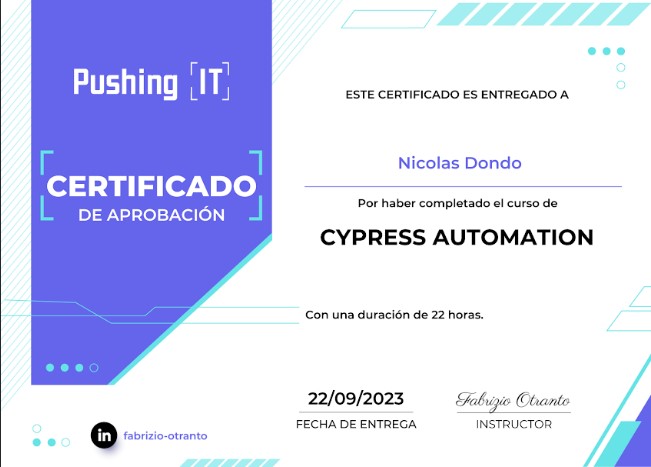 Pushing [IT]
CERTIFICADO
DE APROBACIÓN
ESTE CERTIFICADO ES ENTREGADO A
Nicolas Dondo
Por haber completado el curso de
CYPRESS AUTOMATION
Con una duración de 22 horas.
22/09/2023
FECHA DE ENTREGA
Fabrizio Otranto
INSTRUCTOR
in
fabrizio-otranto